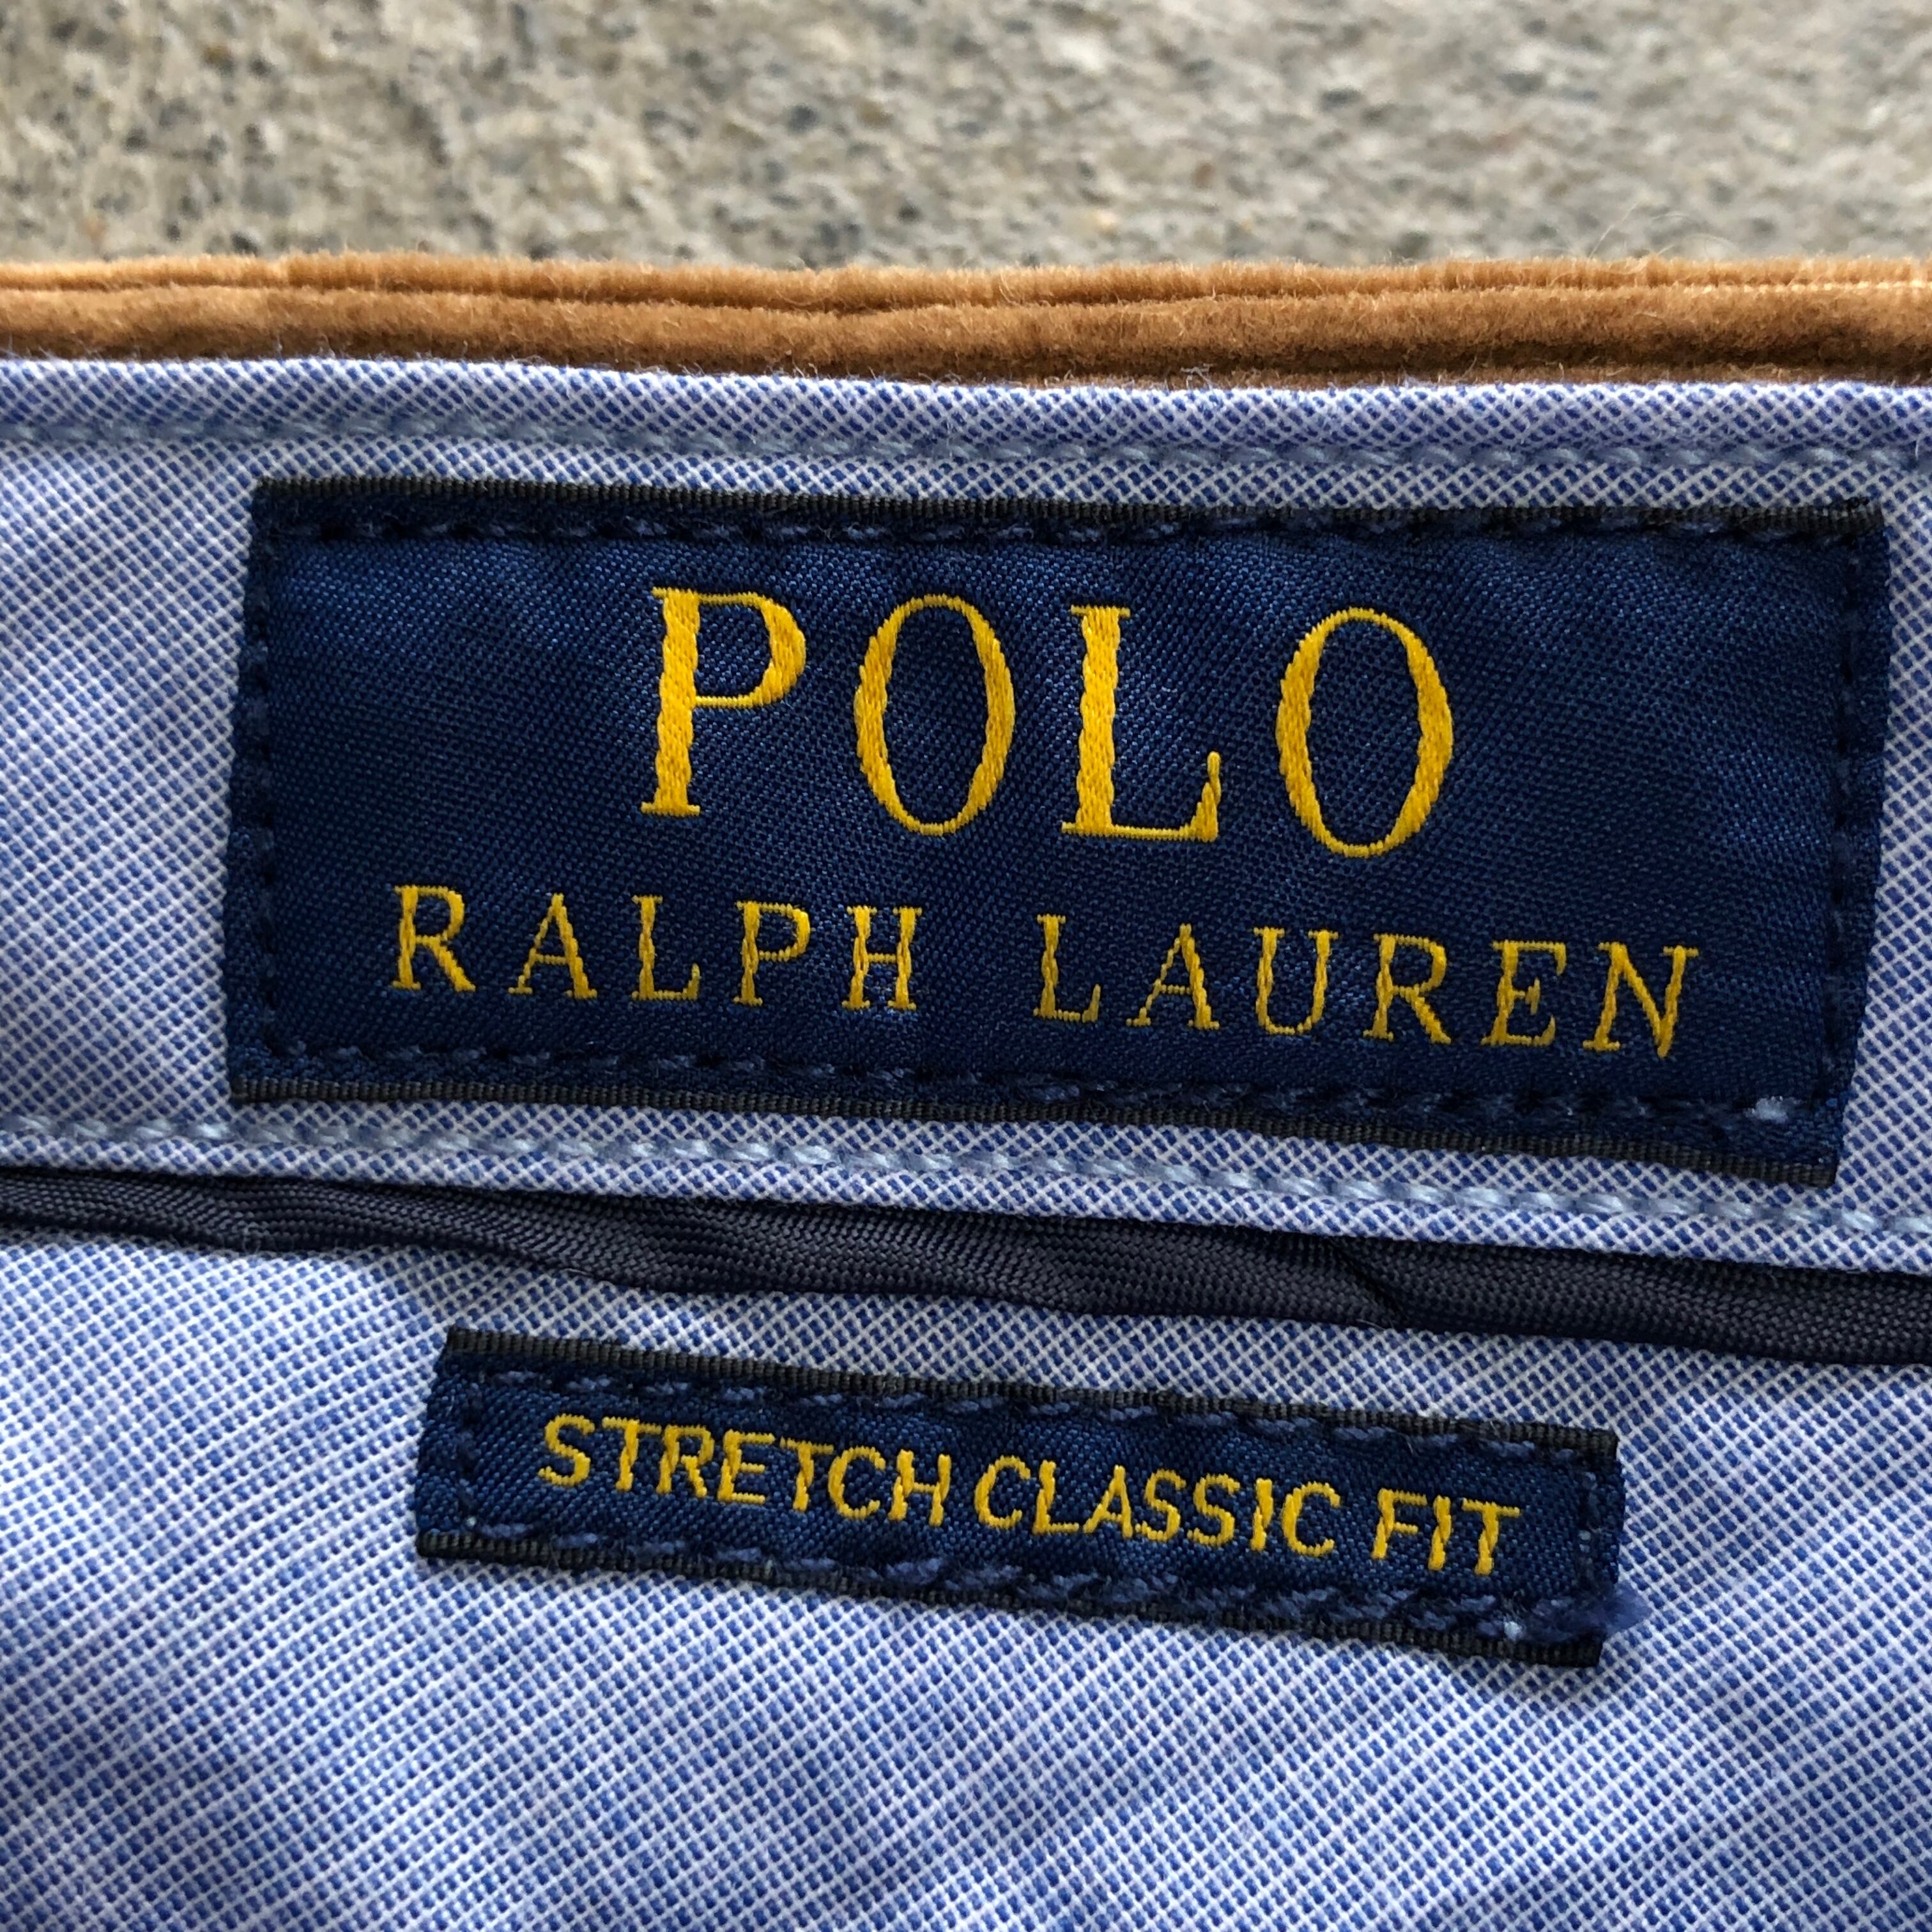 POLO
RALPH LAUREN
STRETCH CLASSIC FIT